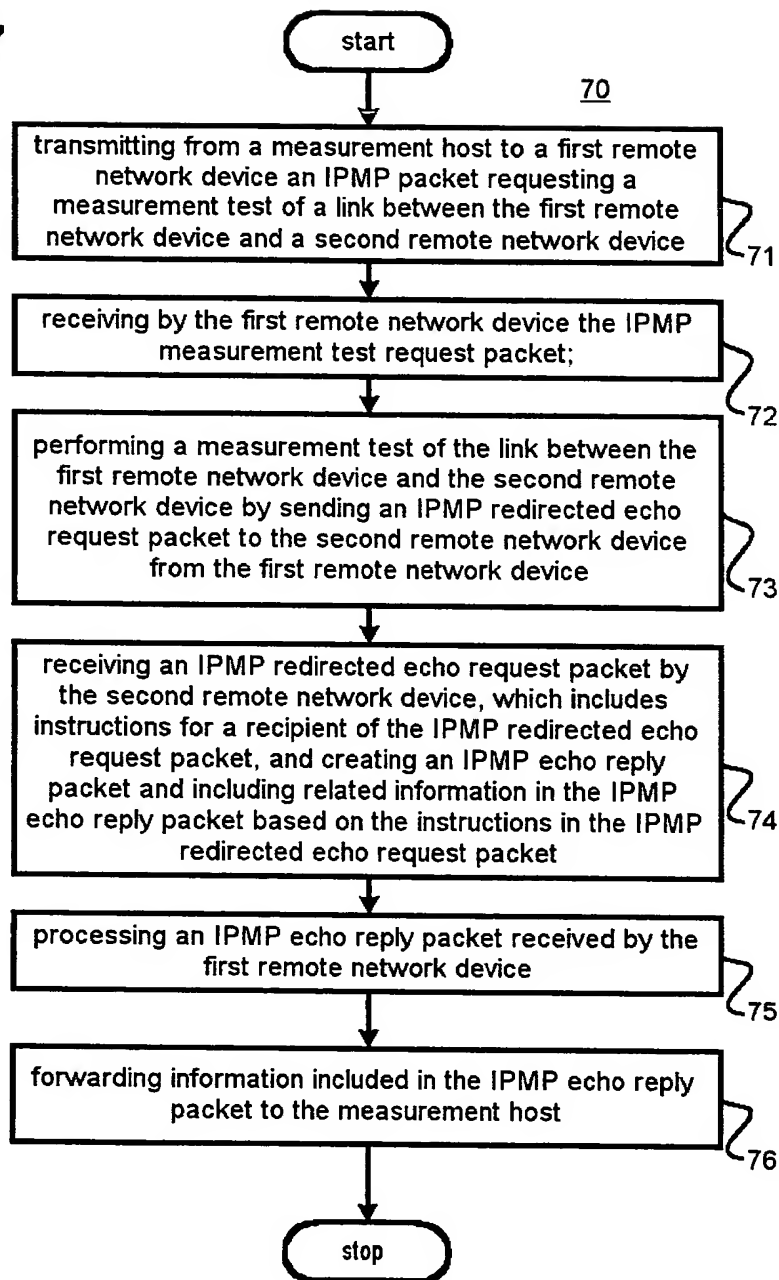 start
70
transmitting from a measurement host to a first remote
network device an IPMP packet requesting a
measurement test of a link between the first remote
network device and a second remote network device
71
receiving by the first remote network device the IPMP
measurement test request packet;
72
performing a measurement test of the link between the
first remote network device and the second remote
network device by sending an IPMP redirected echo
request packet to the second remote network device
from the first remote network device
73
receiving an IPMP redirected echo request packet by
the second remote network device, which includes
instructions for a recipient of the IPMP redirected echo
request packet, and creating an IPMP echo reply
packet and including related information in the IPMP
echo reply packet based on the instructions in the IPMP
redirected echo request packet
74
processing an IPMP echo reply packet received by the
first remote network device
75
forwarding information included in the IPMP echo reply
packet to the measurement host
76
stop